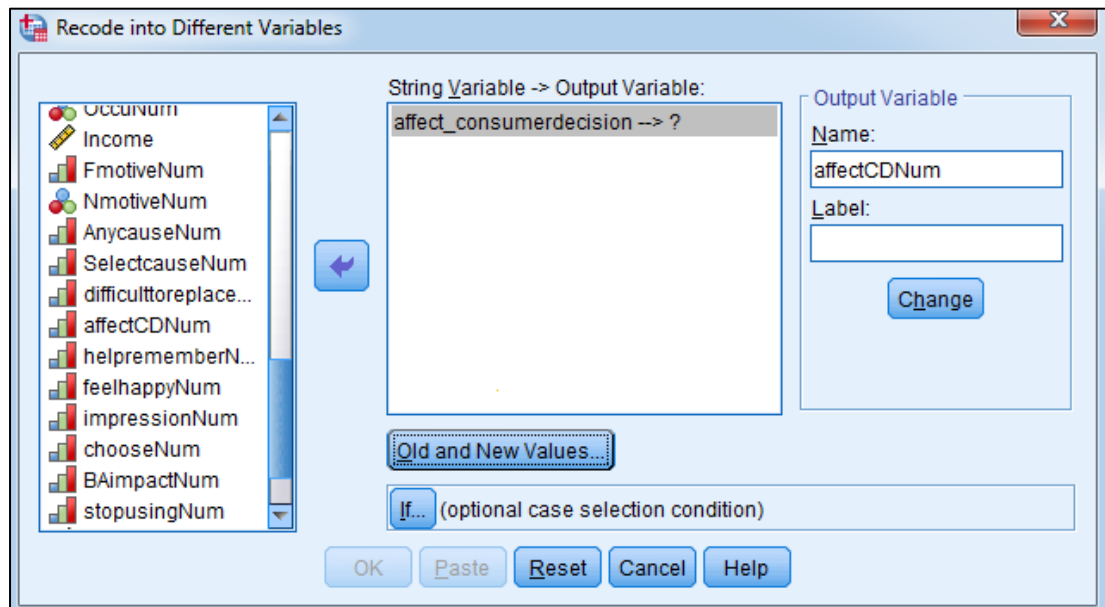 Recode into Different Variables
X
String Variable -> Output Variable:
affect_consumerdecision --> ?
OccuNum
Income
FmotiveNum
NmotiveNum
AnycauseNum
SelectcauseNum
difficulttoreplace...
affectCDNum
helprememberN...
feelhappyNum
impressionNum
chooseNum
BAimpactNum
stopusingNum
Output Variable
Name:
affectCDNum
Label:
Change
Old and New Values...
If... (optional case selection condition)
OK Paste Reset Cancel Help